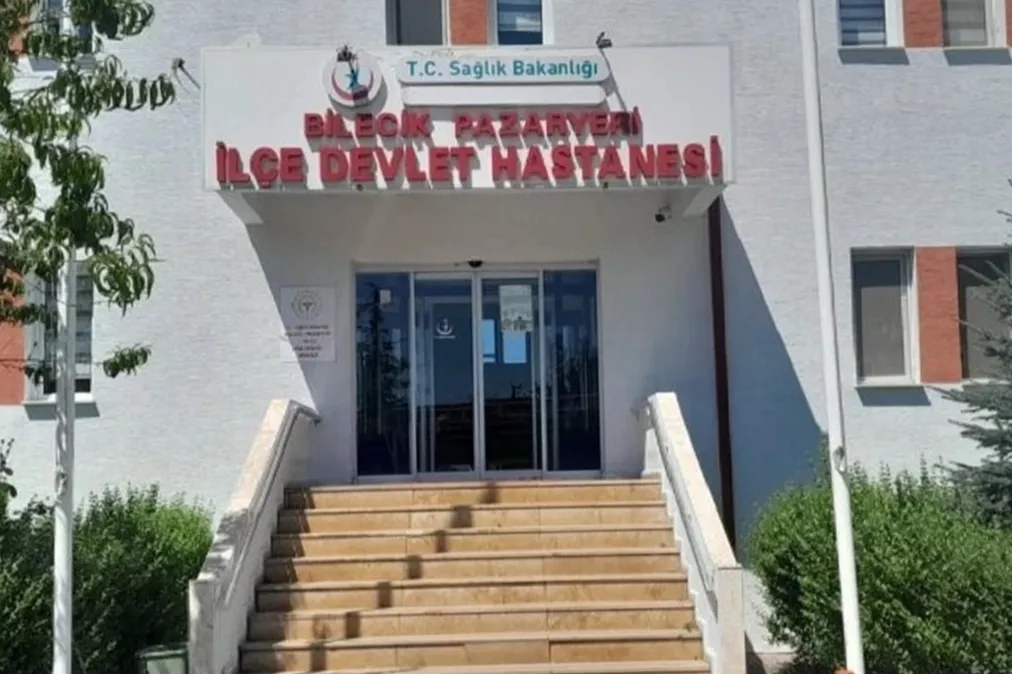 T.C. Sağlık Bakanlığı
BİLECİK PAZARYERİ
İLÇE DEVLET HASTANESİ